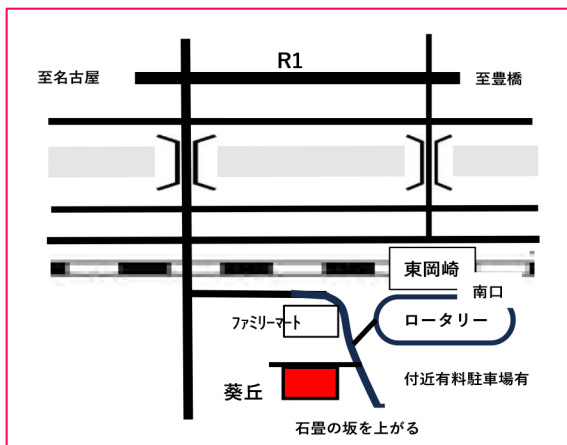 R1
至名古屋
至豊橋
東岡崎
南口
ﾌｧﾐﾘｰﾏｰﾄ
ロータリー
葵丘
付近有料駐車場有
石畳の坂を上がる